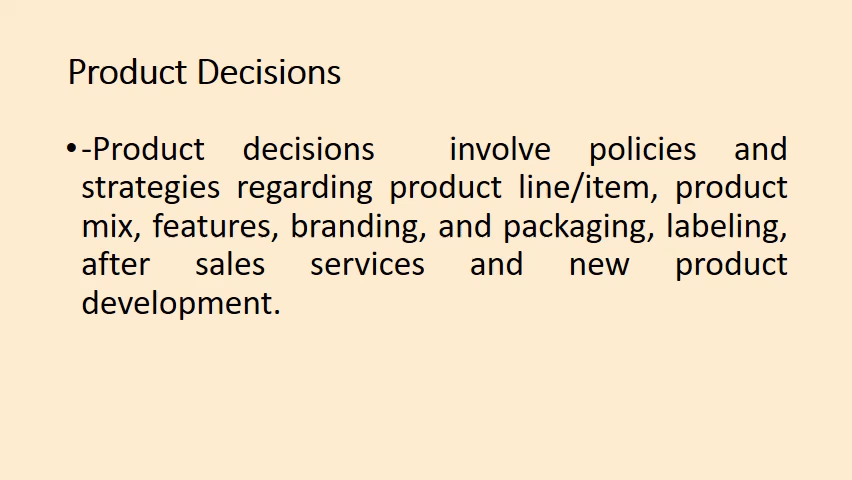 Product Decisions
•-Product decisions involve policies and
strategies regarding product line/item, product
mix, features, branding, and packaging, labeling,
after sales services and new product
development.